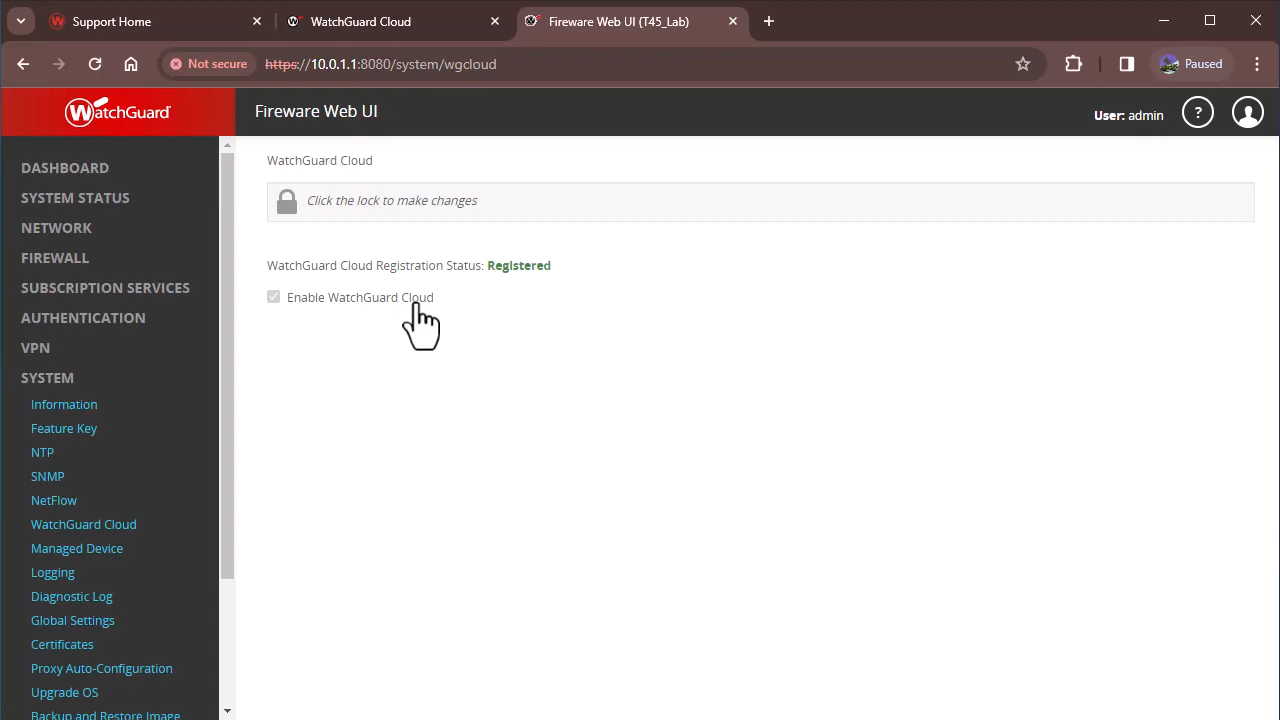 Support Home
WatchGuard Cloud
Fireware Web UI (T45_Lab)
Not secure
https://10.0.1.1:8080/system/wgcloud
Paused
WatchGuard
Fireware Web UI
User: admin
?
DASHBOARD
SYSTEM STATUS
NETWORK
FIREWALL
SUBSCRIPTION SERVICES
AUTHENTICATION
VPN
SYSTEM
Information
Feature Key
NTP
SNMP
NetFlow
WatchGuard Cloud
Managed Device
Logging
Diagnostic Log
Global Settings
Certificates
Proxy Auto-Configuration
Upgrade OS
Backup and Restore Image
WatchGuard Cloud
Click the lock to make changes
WatchGuard Cloud Registration Status: Registered
Enable WatchGuard Cloud